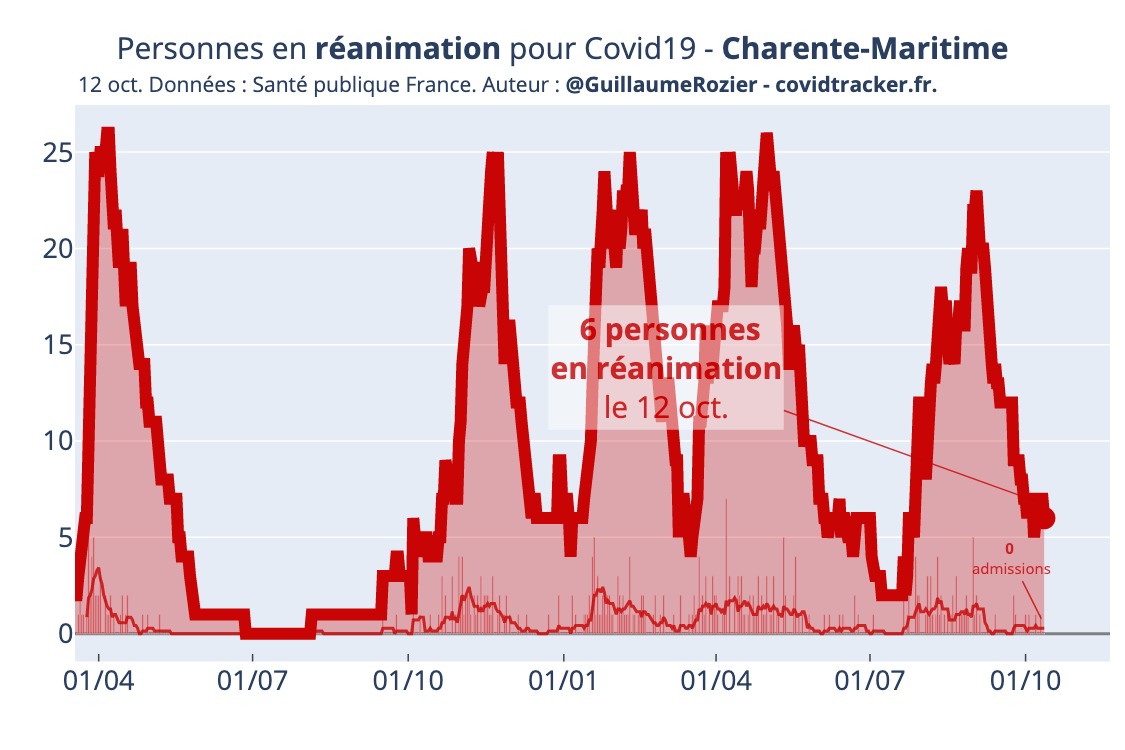 Personnes en réanimation pour Covid19 - Charente-Maritime
12 oct. Données : Santé publique France. Auteur : @GuillaumeRozier - covidtracker.fr.
25
20
15
10
5
0
6 personnes
en réanimation
le 12 oct.
0
admissions
01/04
01/07
01/10
01/01
01/04
01/07
01/10